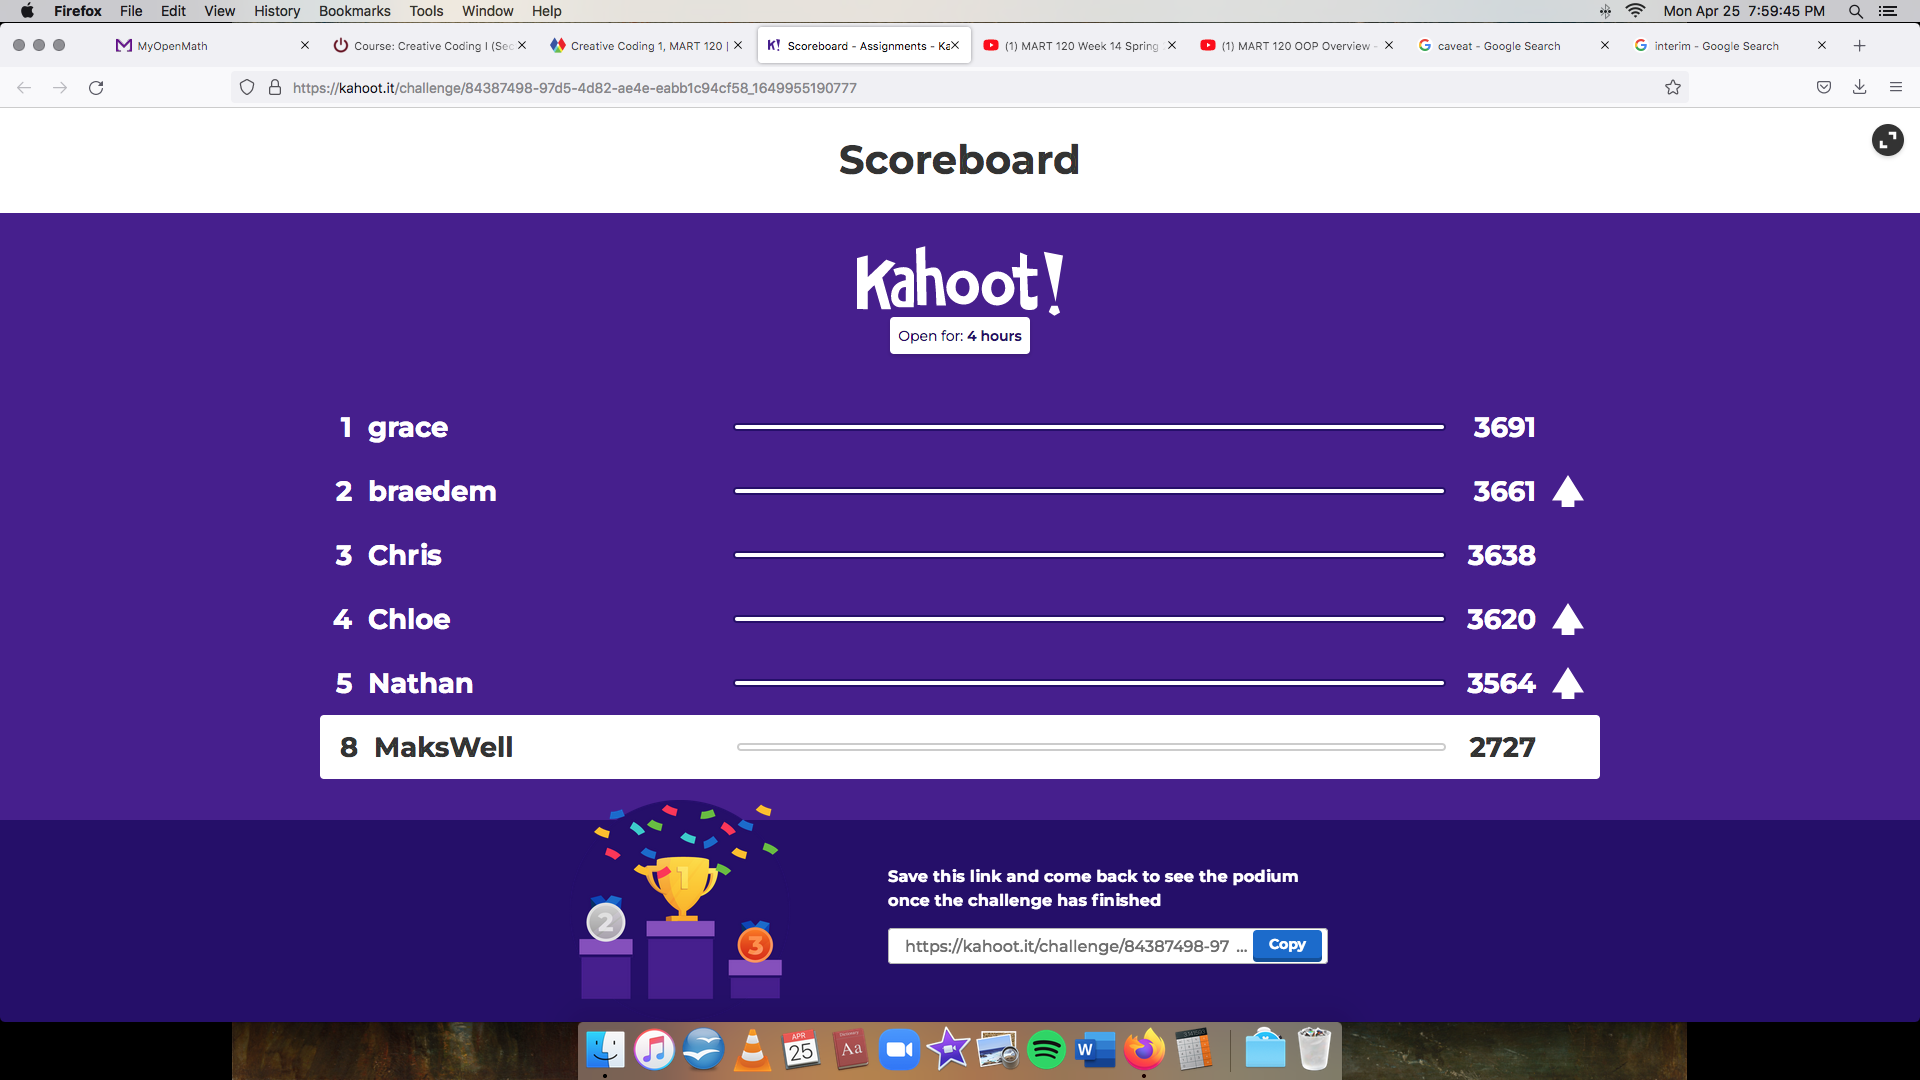 Firefox File Edit View History Bookmarks Tools Window Help Mon Apr 25 7:59:45 PM
MyOpenMath Course: Creative Coding I (Sec Creative Coding 1, MART 120 | K! Scoreboard - Assignments - Ka (1) MART 120 Week 14 Spring (1) MART 120 OOP Overview - caveat - Google Search interim - Google Search
https://kahoot.it/challenge/84387498-97d5-4d82-ae4e-eabb1c94cf58_1649955190777
Scoreboard
Kahoot!
Open for: 4 hours
1 grace 3691
2 braedem 3661
3 Chris 3638
4 Chloe 3620
5 Nathan 3564
8 MaksWell 2727
1
2
3
Save this link and come back to see the podium
once the challenge has finished
https://kahoot.it/challenge/84387498-97 ... Copy
APR
25
Aa
W